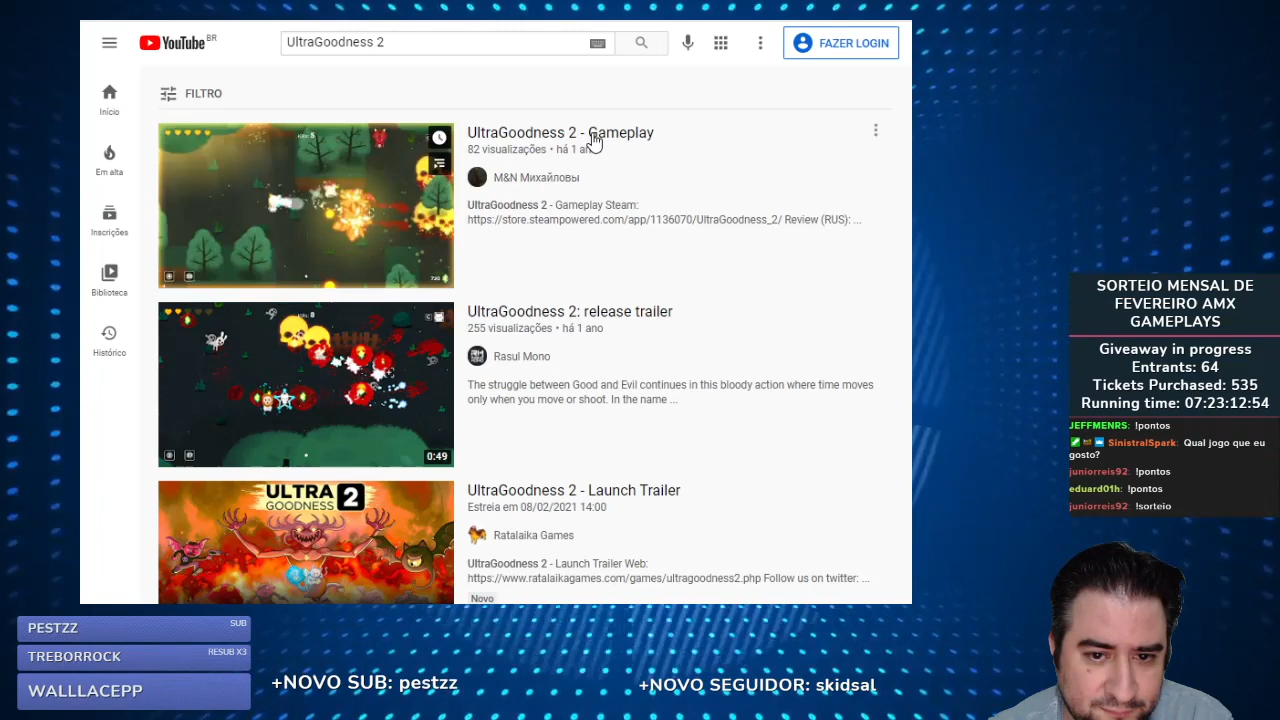 YouTube BR
UltraGoodness 2
FAZER LOGIN
Início
Em alta
Inscrições
Biblioteca
Histórico
FILTRO
UltraGoodness 2 - Gameplay
82 visualizações • há 1 ano
M&N Михайловы
UltraGoodness 2 - Gameplay Steam:
https://store.steampowered.com/app/1136070/UltraGoodness_2/ Review (RUS): ...
UltraGoodness 2: release trailer
255 visualizações • há 1 ano
Rasul Mono
The struggle between Good and Evil continues in this bloody action where time moves
only when you move or shoot. In the name ...
0:49
ULTRA
GOODNESS 2
UltraGoodness 2 - Launch Trailer
Estreia em 08/02/2021 14:00
Ratalaika Games
UltraGoodness 2 - Launch Trailer Web:
https://www.ratalaikagames.com/games/ultragoodness2.php Follow us on twitter: ...
Novo
SORTEIO MENSAL DE
FEVEREIRO AMX
GAMEPLAYS
Giveaway in progress
Entrants: 64
Tickets Purchased: 535
Running time: 07:23:12:54
JEFFMENRS: !pontos
SinistralSpark: Qual jogo que eu
gosto?
juniorreis92: !pontos
eduard01h: !pontos
juniorreis92: !sorteio
PESTZZ SUB
TREBORROCK RESUB X3
WALLLACEPP
+NOVO SUB: pestzz
+NOVO SEGUIDOR: skidsal